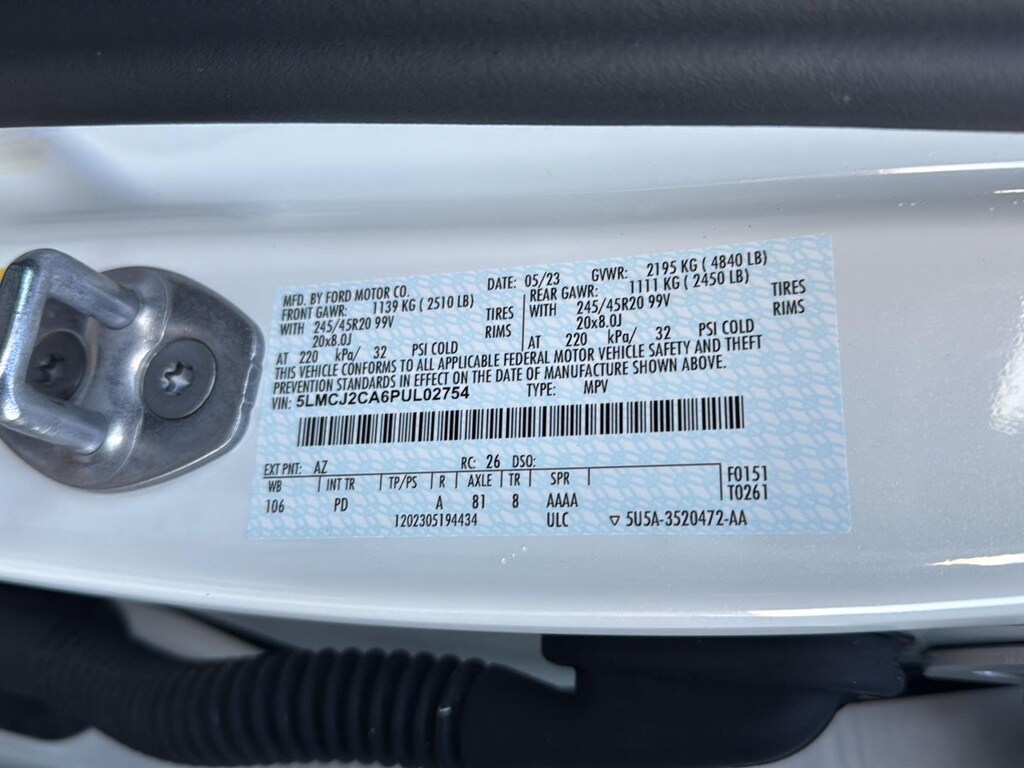 MFD. BY FORD MOTOR CO. DATE: 05/23 GVWR: 2195 KG ( 4840 LB)
FRONT GAWR: 1139 KG ( 2510 LB) REAR GAWR: 1111 KG ( 2450 LB)
WITH 245/45R20 99V TIRES WITH 245/45R20 99V TIRES
20x8.0J RIMS 20x8.0J RIMS
AT 220 kPa/ 32 PSI COLD AT 220 kPa/ 32 PSI COLD
THIS VEHICLE CONFORMS TO ALL APPLICABLE FEDERAL MOTOR VEHICLE SAFETY AND THEFT
PREVENTION STANDARDS IN EFFECT ON THE DATE OF MANUFACTURE SHOWN ABOVE.
VIN: 5LMCJ2CA6PUL02754 TYPE: MPV
EXT PNT: AZ RC: 26 DSO:
WB INT TR TP/PS R AXLE TR SPR F0151
106 PD A 81 8 AAAA T0261
1202305194434 ULC ▽ 5U5A-3520472-AA